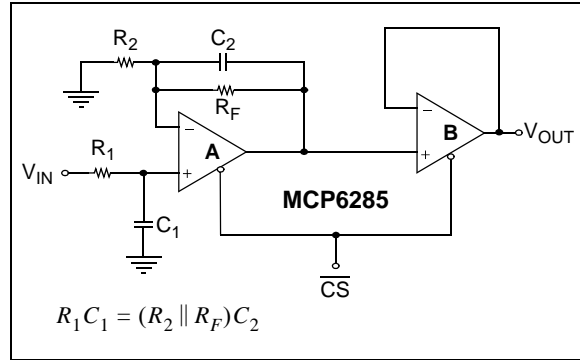 R2
C2
RF
−
A
+
R1
VIN
C1
−
B
+
VOUT
MCP6285
CS
R1C1 = (R2 || RF)C2